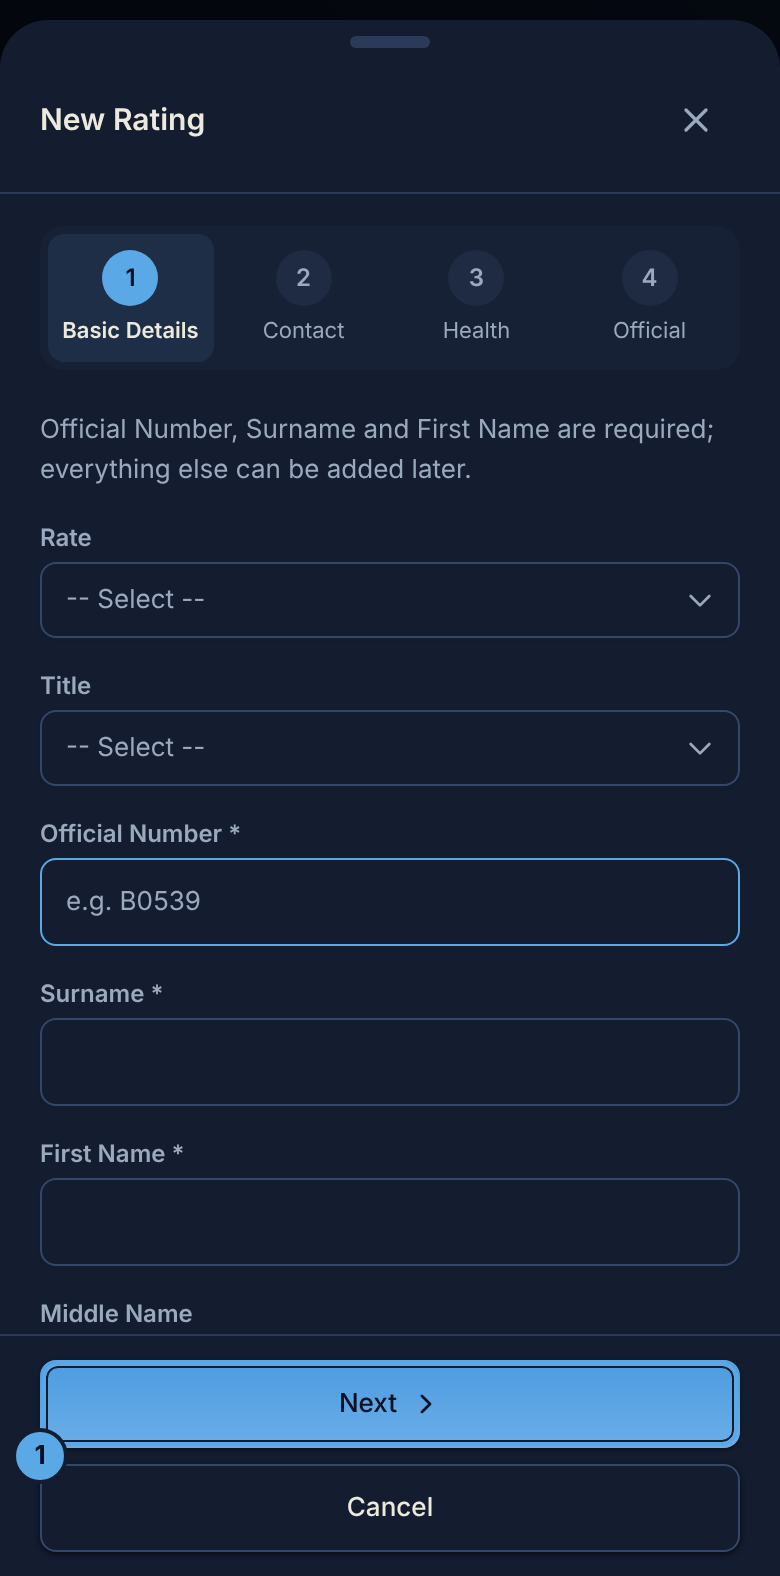 New Rating
1
2
3
4
Basic Details
Contact
Health
Official
Official Number, Surname and First Name are required;
everything else can be added later.
Rate
-- Select --
Title
-- Select --
Official Number *
e.g. B0539
Surname *
First Name *
Middle Name
Next
1
Cancel